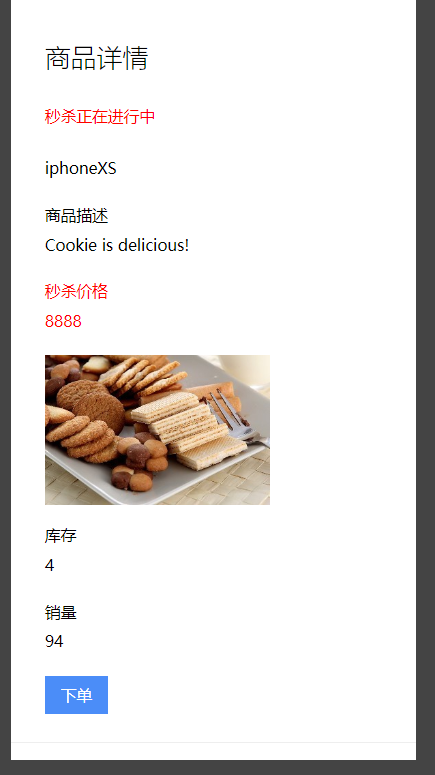 商品详情
秒杀正在进行中
iphoneXS
商品描述
Cookie is delicious!
秒杀价格
8888
库存
4
销量
94
下单